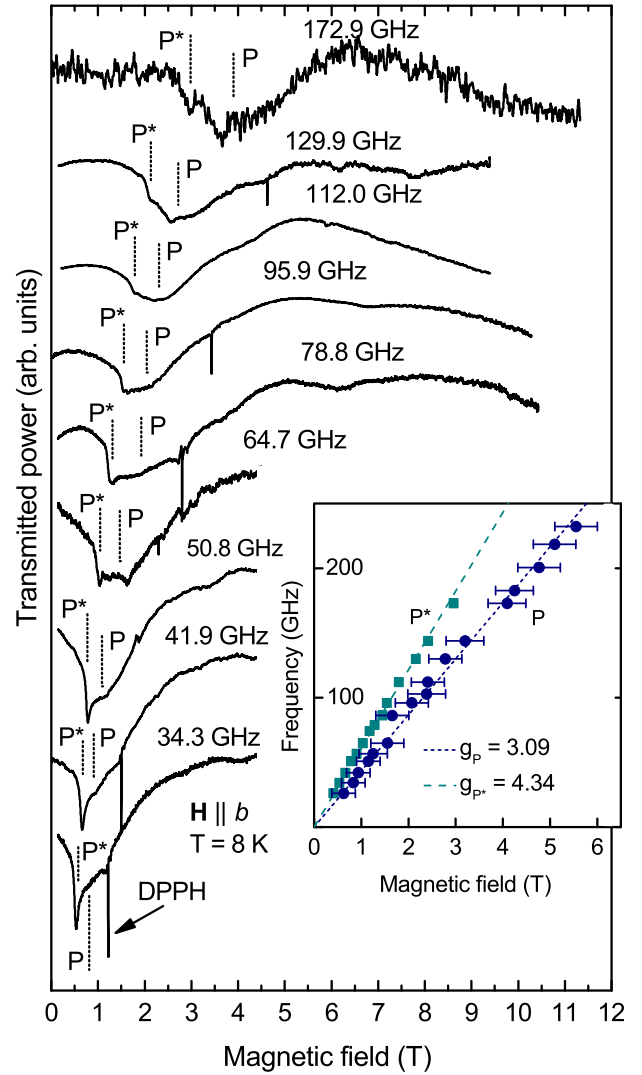 172.9 GHz
P*
P
129.9 GHz
P*
P
112.0 GHz
P*
P
95.9 GHz
P*
P
78.8 GHz
P*
P
64.7 GHz
P*
P
50.8 GHz
P*
P
41.9 GHz
P*
P
34.3 GHz
P*
P
H || b
T = 8 K
DPPH
Transmitted power (arb. units)
0 1 2 3 4 5 6 7 8 9 10 11 12 13
Magnetic field (T)
200
100
Frequency (GHz)
P*
P
gP = 3.09
gP* = 4.34
0 1 2 3 4 5 6
Magnetic field (T)